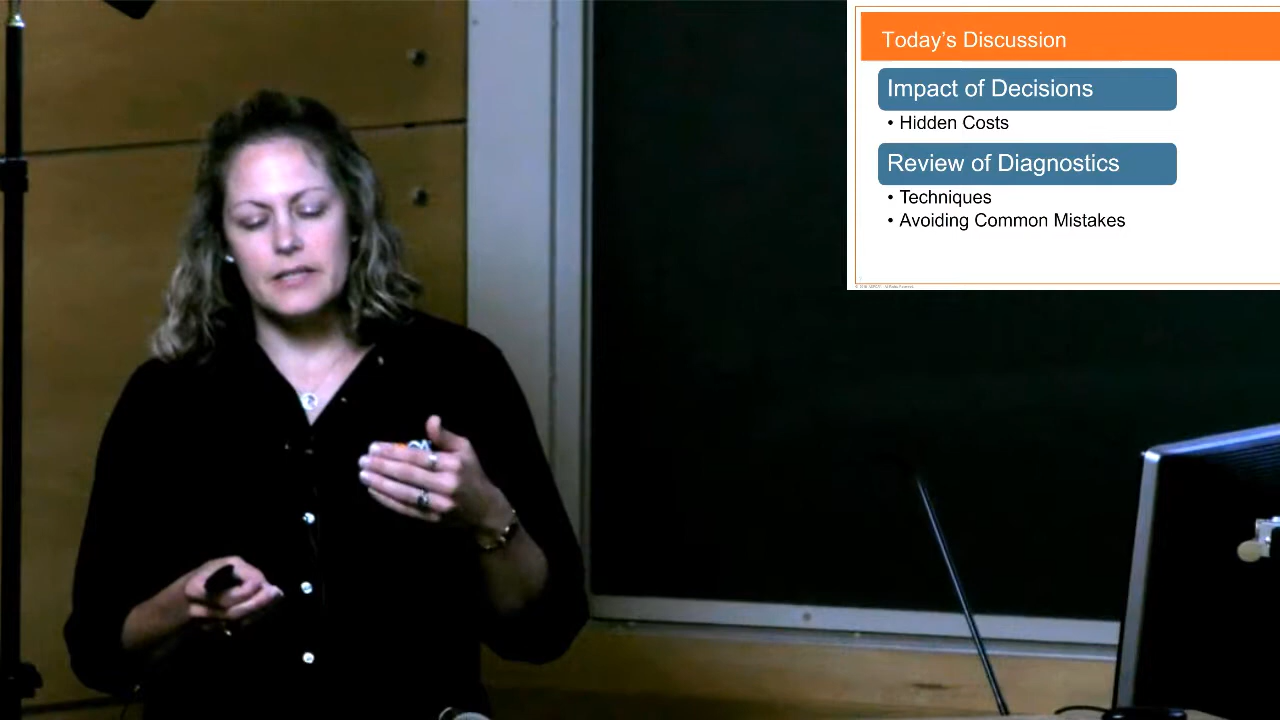 Today's Discussion
Impact of Decisions
• Hidden Costs
Review of Diagnostics
• Techniques
• Avoiding Common Mistakes